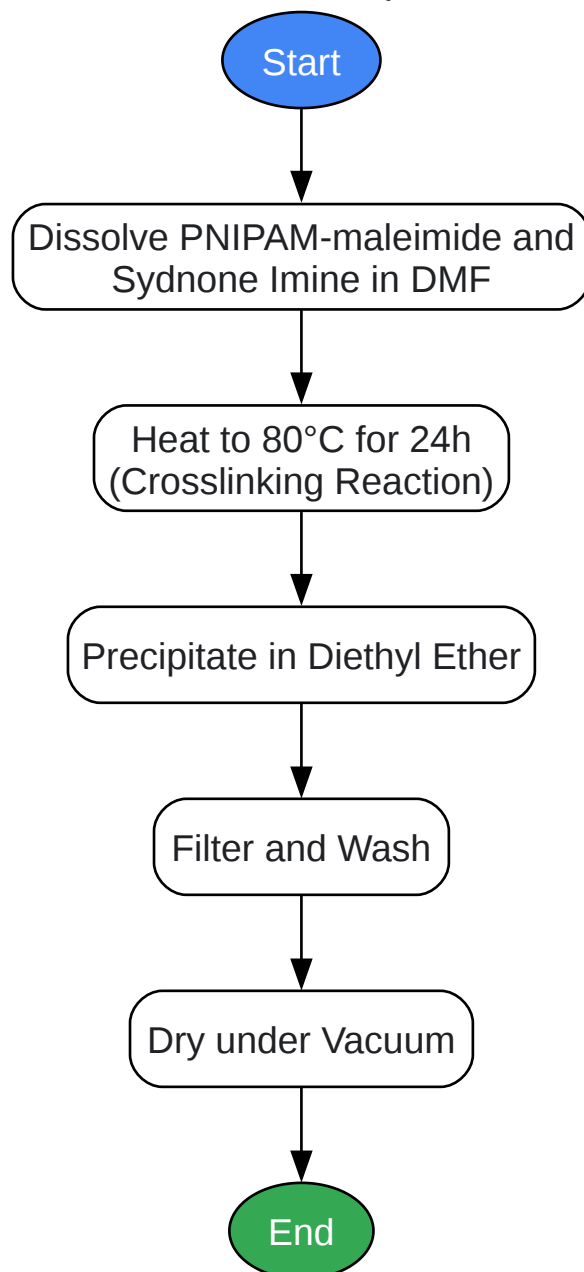 Start
Dissolve PNIPAM-maleimide and
Sydnone Imine in DMF
Heat to 80°C for 24h
(Crosslinking Reaction)
Precipitate in Diethyl Ether
Filter and Wash
Dry under Vacuum
End